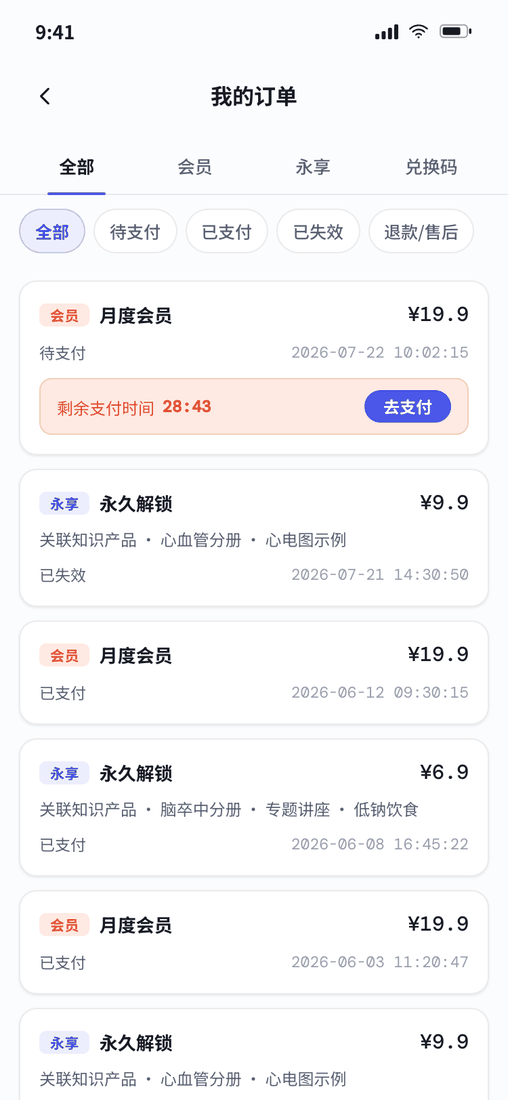 9:41
我的订单
全部 会员 永享 兑换码
全部 待支付 已支付 已失效 退款/售后
会员 月度会员 ¥19.9
待支付 2026-07-22 10:02:15
剩余支付时间 28:43 去支付
永享 永久解锁 ¥9.9
关联知识产品 • 心血管分册 • 心电图示例
已失效 2026-07-21 14:30:50
会员 月度会员 ¥19.9
已支付 2026-06-12 09:30:15
永享 永久解锁 ¥6.9
关联知识产品 • 脑卒中分册 • 专题讲座 • 低钠饮食
已支付 2026-06-08 16:45:22
会员 月度会员 ¥19.9
已支付 2026-06-03 11:20:47
永享 永久解锁 ¥9.9
关联知识产品 • 心血管分册 • 心电图示例